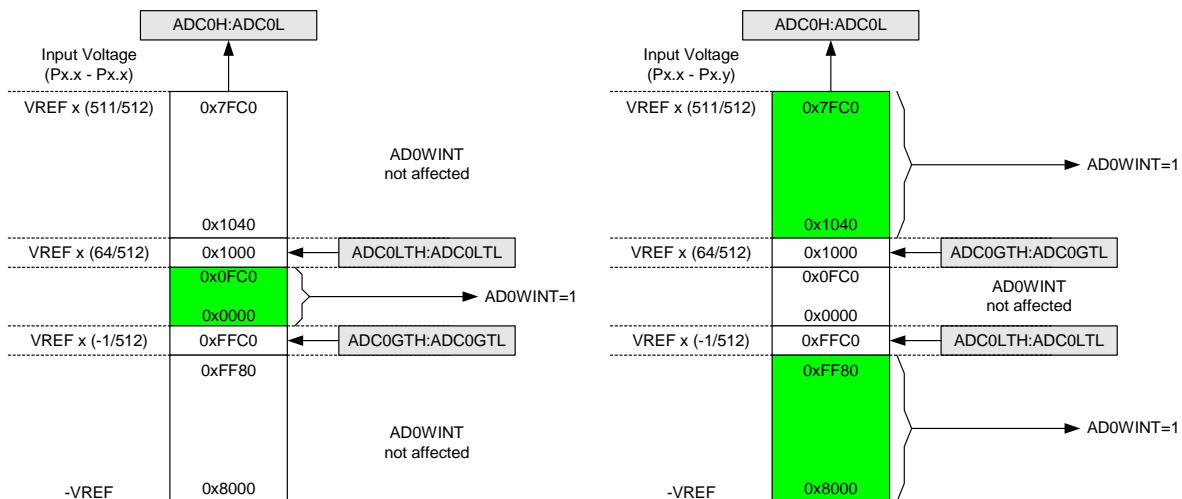 ADC0H:ADC0L
Input Voltage
(Px.x - Px.x)
VREF x (511/512)
0x7FC0
AD0WINT
not affected
0x1040
VREF x (64/512)
0x1000
ADC0LTH:ADC0LTL
0x0FC0
AD0WINT=1
0x0000
VREF x (-1/512)
0xFFC0
ADC0GTH:ADC0GTL
0xFF80
AD0WINT
not affected
-VREF
0x8000
ADC0H:ADC0L
Input Voltage
(Px.x - Px.y)
VREF x (511/512)
0x7FC0
AD0WINT=1
0x1040
VREF x (64/512)
0x1000
ADC0GTH:ADC0GTL
0x0FC0
AD0WINT
not affected
0x0000
VREF x (-1/512)
0xFFC0
ADC0LTH:ADC0LTL
0xFF80
AD0WINT=1
-VREF
0x8000